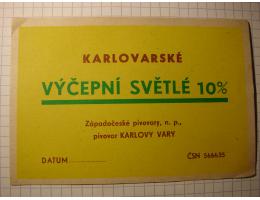 KARLOVARSKÉ
VÝČEPNÍ SVĚTLÉ 10%
Západočeské pivovary, n. p.,
pivovar KARLOVY VARY
DATUM............ ČSN 566635